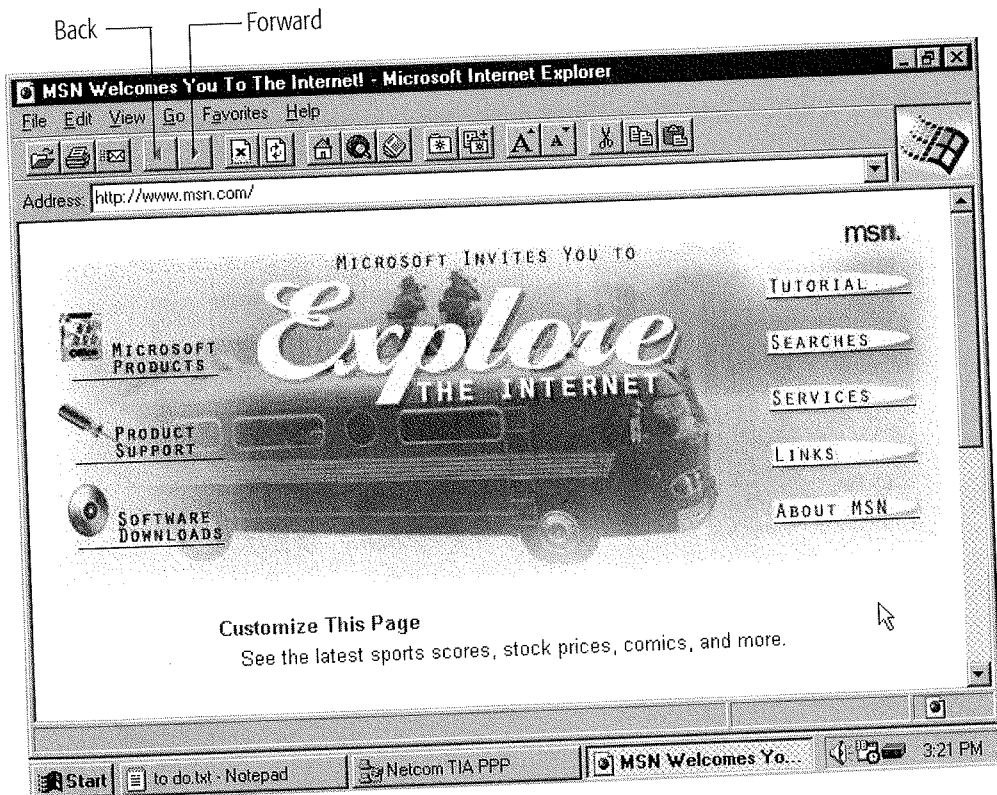 Back
Forward
MSN Welcomes You To The Internet! - Microsoft Internet Explorer
File Edit View Go Favorites Help
Address: http://www.msn.com/
msn.
MICROSOFT INVITES YOU TO
Explore
THE INTERNET
MICROSOFT PRODUCTS
PRODUCT SUPPORT
SOFTWARE DOWNLOADS
TUTORIAL
SEARCHES
SERVICES
LINKS
ABOUT MSN
Customize This Page
See the latest sports scores, stock prices, comics, and more.
Start
to do.txt - Notepad
Netcom TIA PPP
MSN Welcomes Yo...
3:21 PM